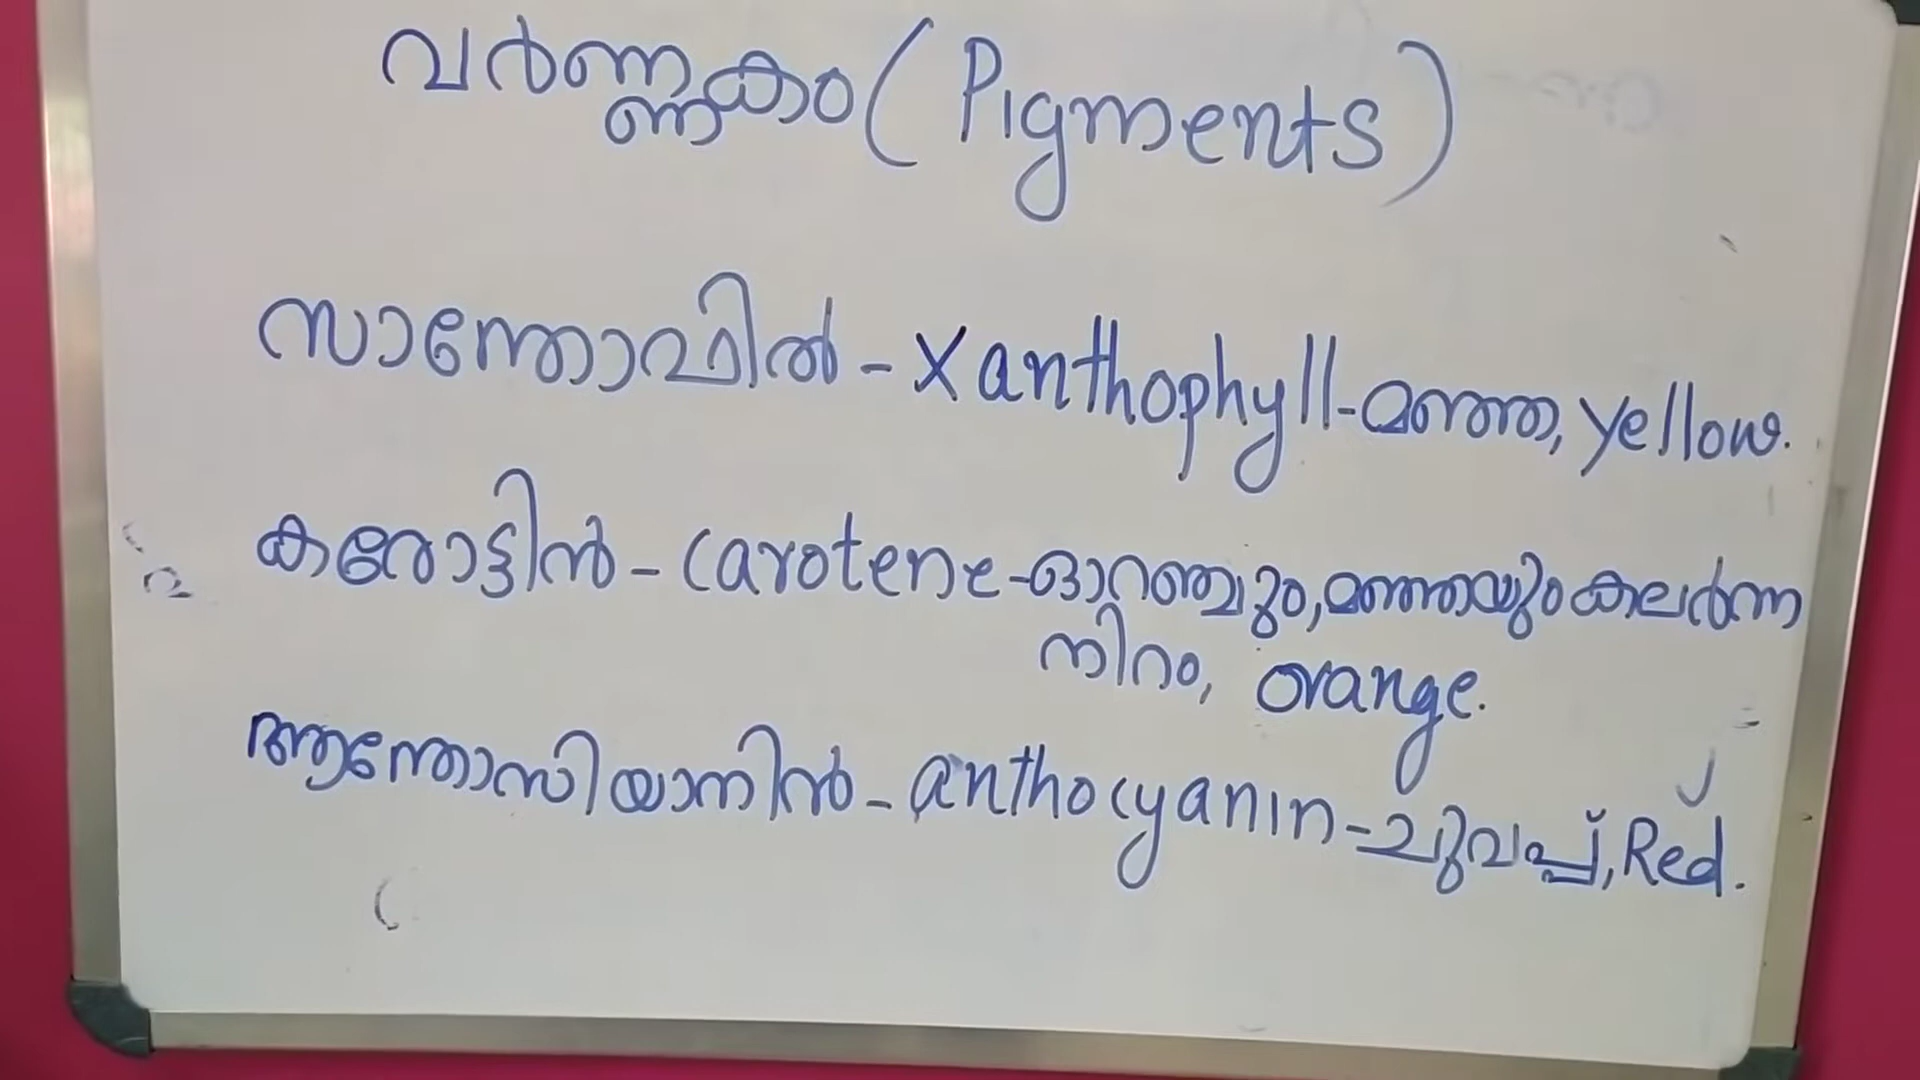 വർണ്ണകം (Pigments)
സാന്തോഫിൽ - Xanthophyll - മഞ്ഞ, yellow.
കരോട്ടിൻ - Carotene - ഓറഞ്ചും, മഞ്ഞയും കലർന്ന
നിറം, orange.
ആന്തോസിയാനിൻ - anthocyanin - ചുവപ്പ്, Red.